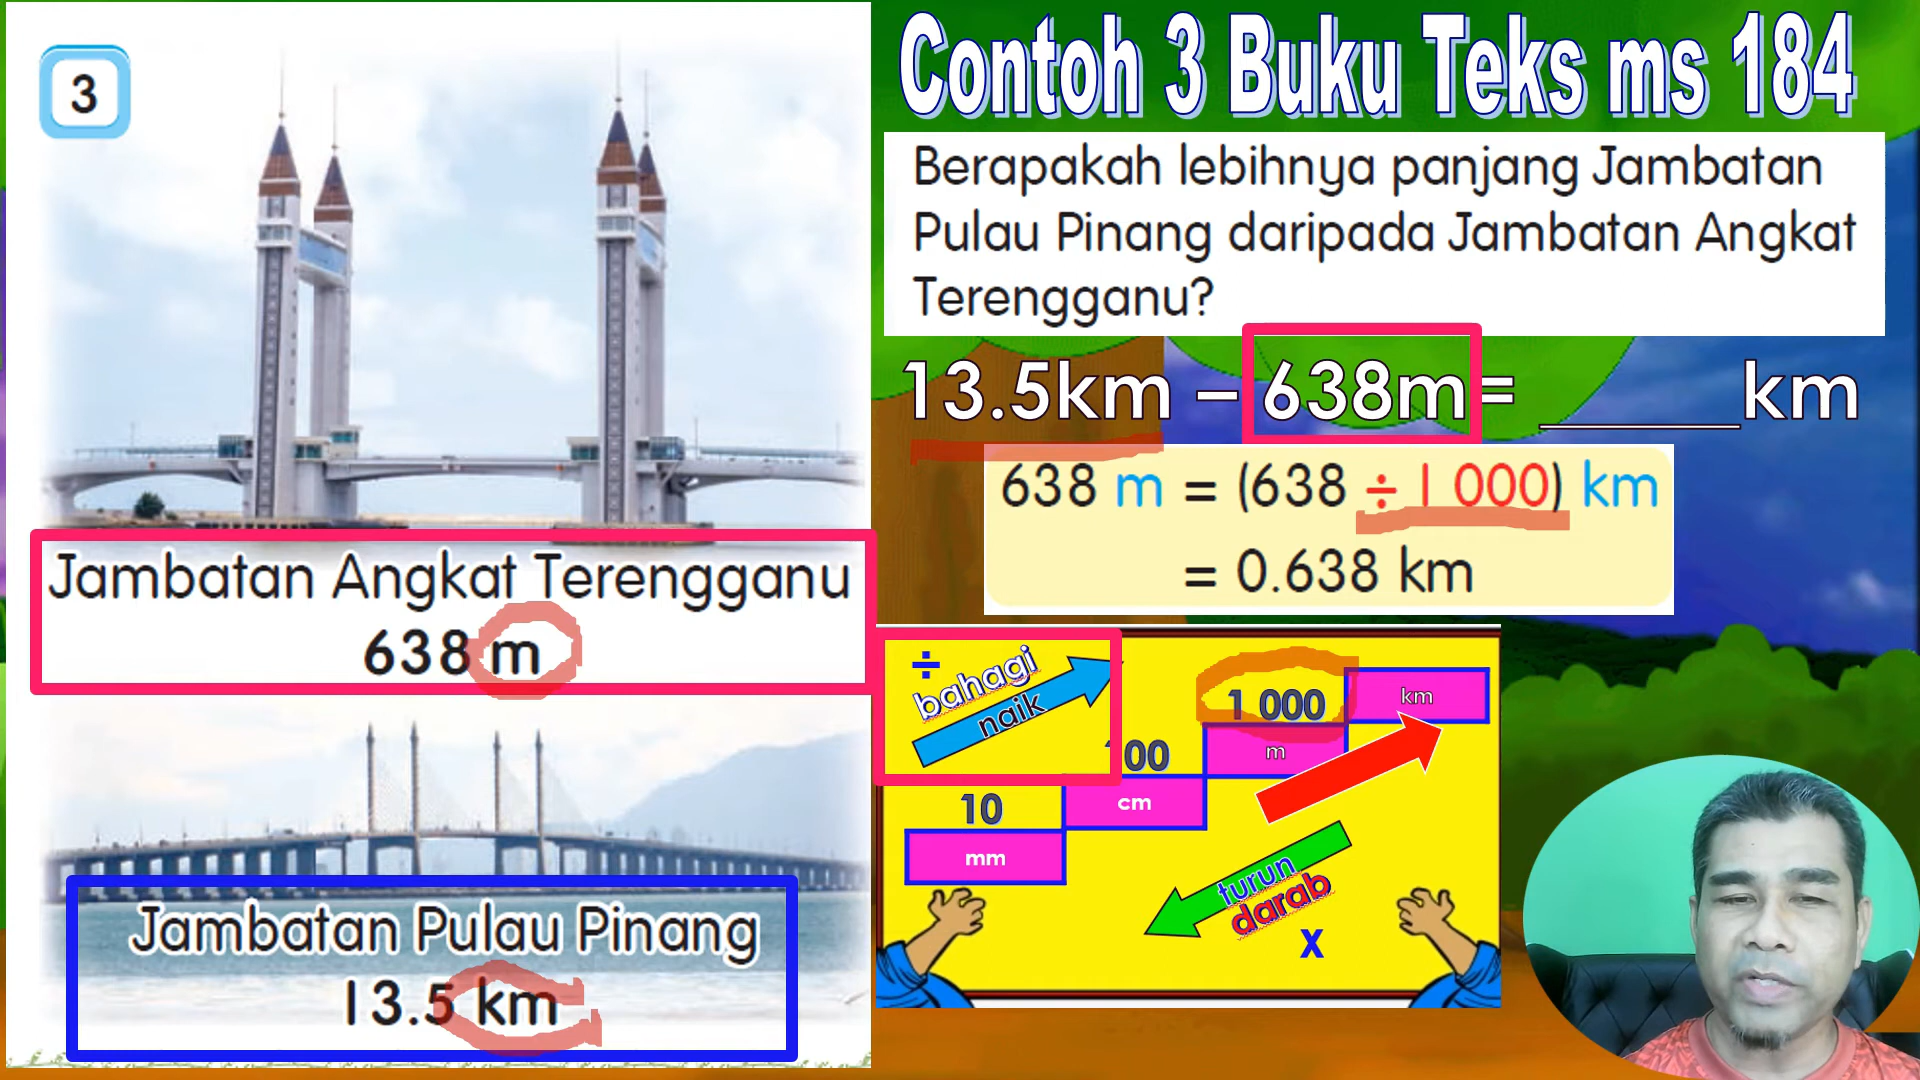 3
Jambatan Angkat Terengganu
638 m
Jambatan Pulau Pinang
13.5 km
Contoh 3 Buku Teks ms 184
Berapakah lebihnya panjang Jambatan
Pulau Pinang daripada Jambatan Angkat
Terengganu?
13.5km – 638m = ______km
638 m = (638 ÷ 1 000) km
= 0.638 km
÷
bahagi
naik
1 000
km
100
m
10
cm
mm
turun
darab
x